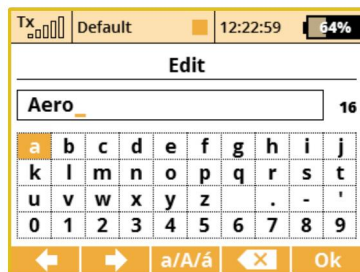 Tx Default 12:22:59 64%
Edit
Aero_ 16
a b c d e f g h i j
k l m n o p q r s t
u v w x y z . - '
0 1 2 3 4 5 6 7 8 9
a/A/á Ok